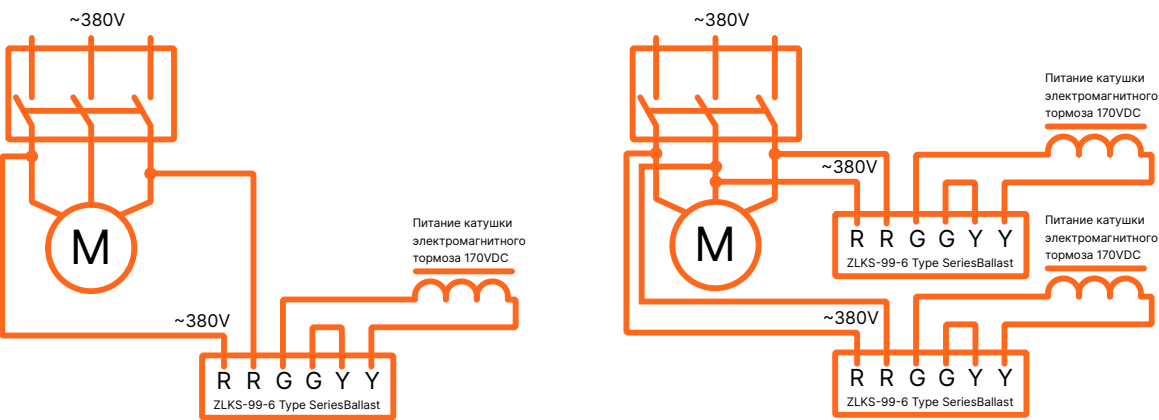 ~380V
M
Питание катушки
электромагнитного
тормоза 170VDC
~380V
R R G G Y Y
ZLKS-99-6 Type SeriesBallast
~380V
Питание катушки
электромагнитного
тормоза 170VDC
~380V
M
R R G G Y Y
ZLKS-99-6 Type SeriesBallast
Питание катушки
электромагнитного
тормоза 170VDC
~380V
R R G G Y Y
ZLKS-99-6 Type SeriesBallast